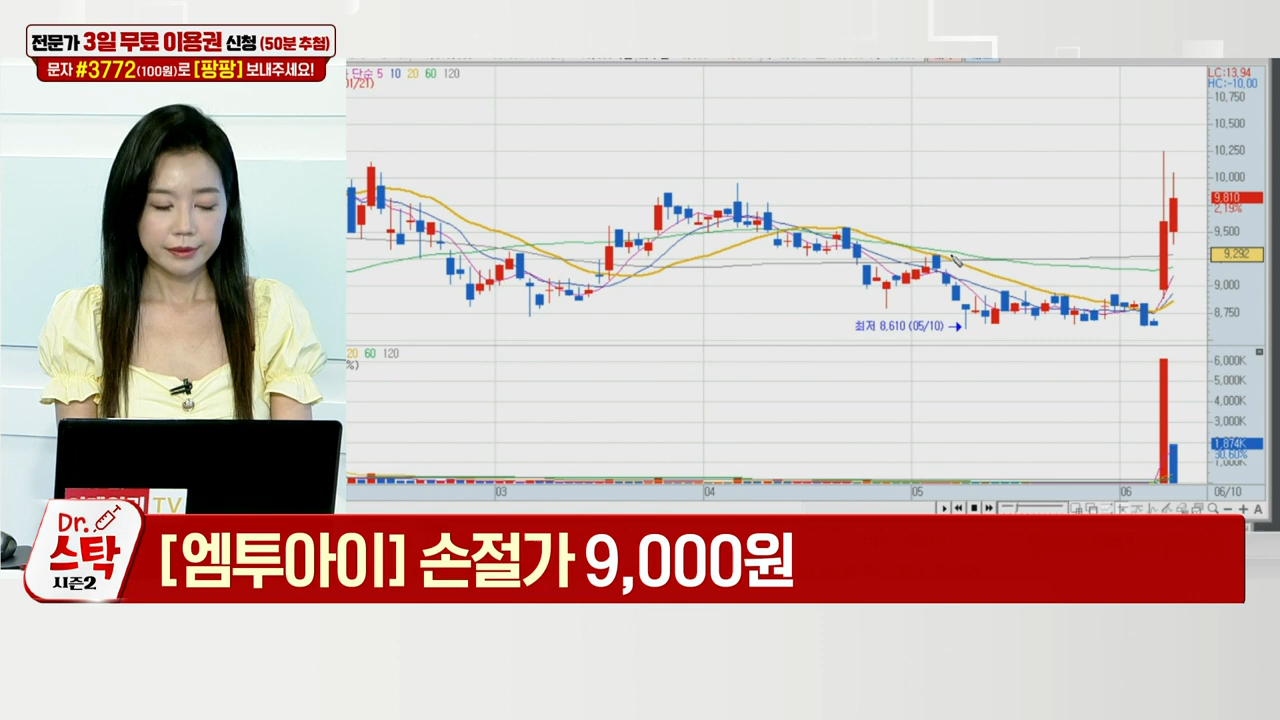 전문가 3일 무료 이용권 신청 (50분 추첨)
문자 #3772(100원)로 [팡팡] 보내주세요!
단순 5 10 20 60 120
LC:13.94
HC:-10.00
10,750
10,500
10,250
10,000
9,810
2.19%
9,500
9,292
9,000
8,750
최저 8,610 (05/10)
20 60 120
%)
6,000K
5,000K
4,000K
3,000K
1,874K
30.60%
1,000K
03
04
05
06
06/10
A
TV
Dr.
스탁
시즌2
[엠투아이] 손절가 9,000원